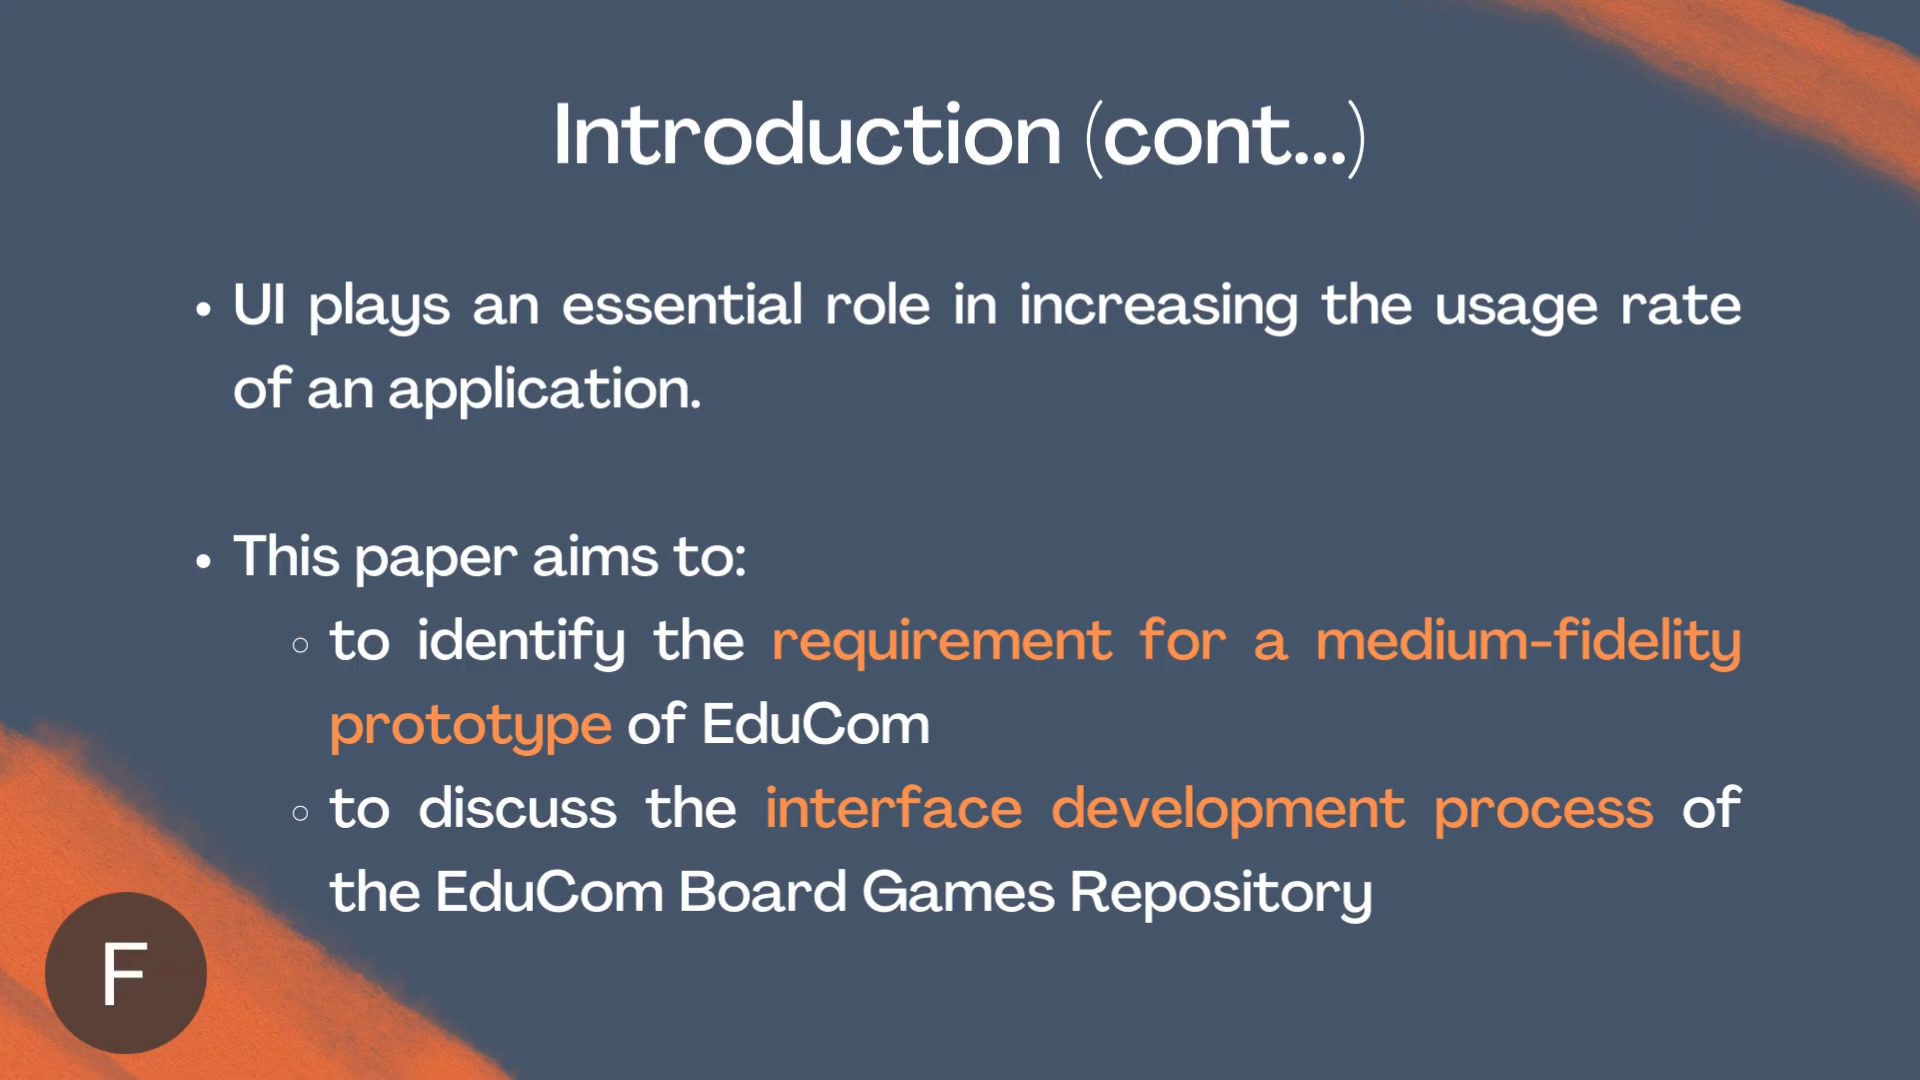 Introduction (cont...)
• UI plays an essential role in increasing the usage rate
of an application.
• This paper aims to:
○ to identify the requirement for a medium-fidelity
prototype of EduCom
○ to discuss the interface development process of
the EduCom Board Games Repository
F